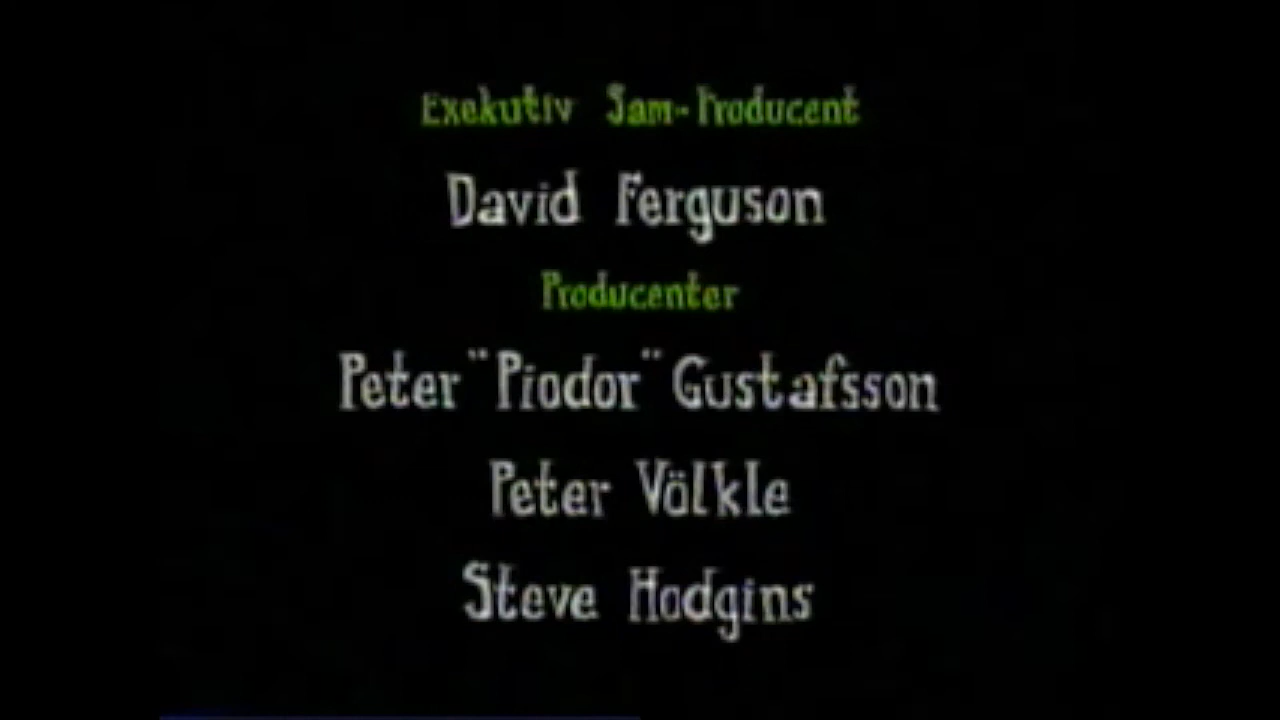 Exekutiv Sam-Producent
David Ferguson
Producenter
Peter "Piodor" Gustafsson
Peter Völkle
Steve Hodgins